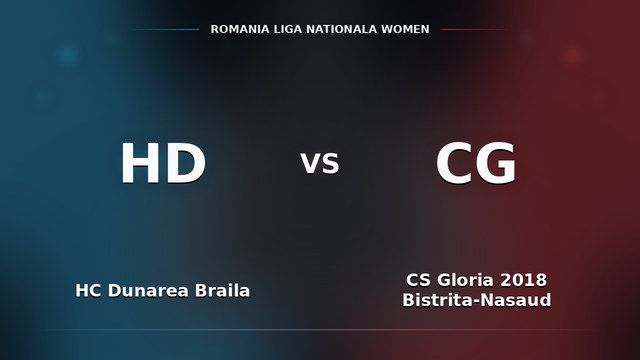 ROMANIA LIGA NATIONALA WOMEN
HD
VS
CG
HC Dunarea Braila
CS Gloria 2018
Bistrita-Nasaud